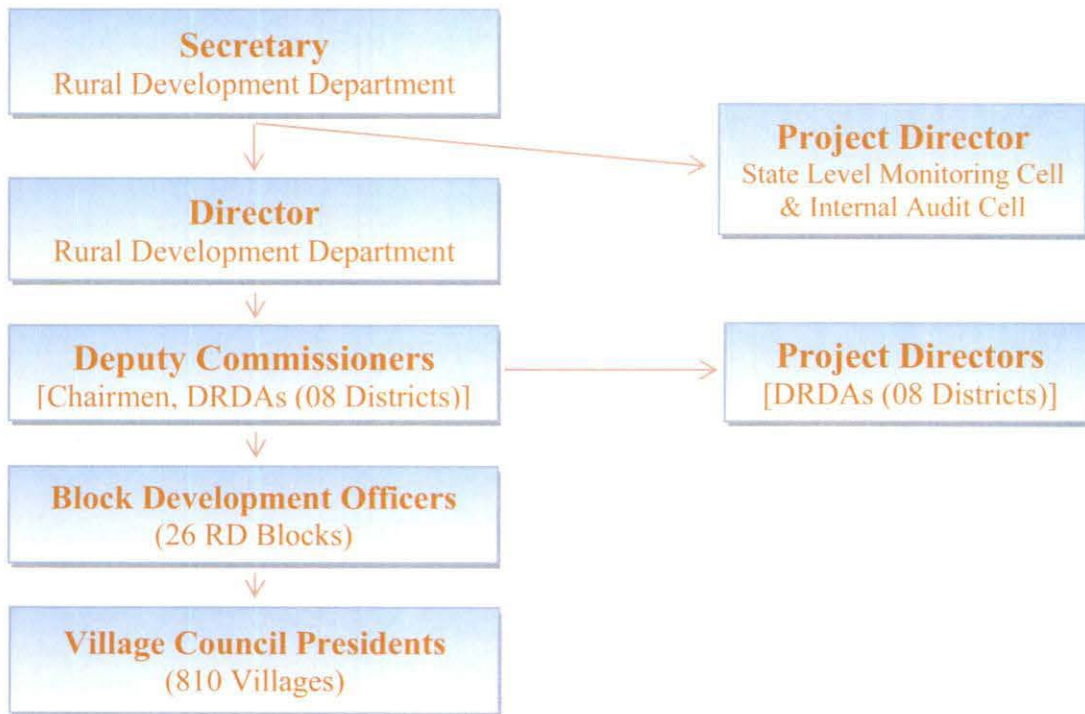 Secretary
Rural Development Department
Project Director
State Level Monitoring Cell
& Internal Audit Cell
Director
Rural Development Department
Deputy Commissioners
[Chairmen, DRDAs (08 Districts)]
Project Directors
[DRDAs (08 Districts)]
Block Development Officers
(26 RD Blocks)
Village Council Presidents
(810 Villages)